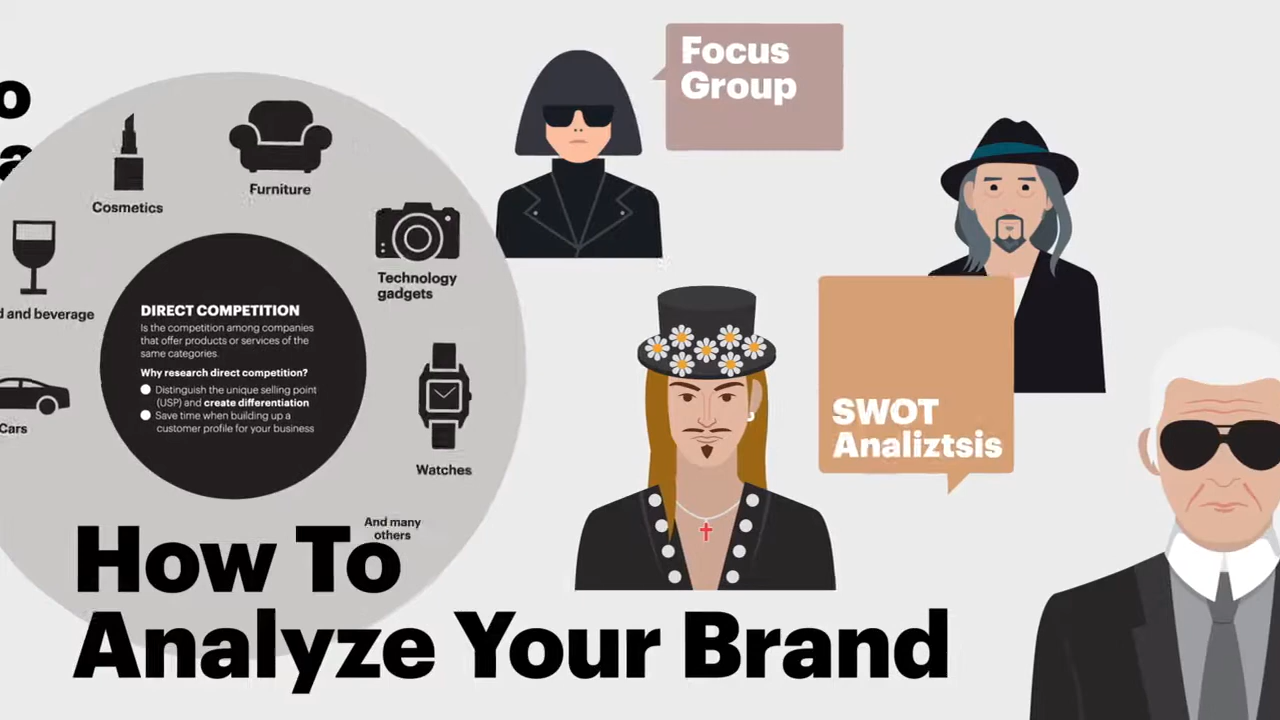 o
a
Focus
Group
Cosmetics
Furniture
Technology
gadgets
d and beverage
DIRECT COMPETITION
Is the competition among companies
that offer products or services of the
same categories.
Why research direct competition?
Distinguish the unique selling point
(USP) and create differentiation
Save time when building up a
customer profile for your business
Cars
Watches
And many
others
SWOT
Analiztsis
How To
Analyze Your Brand